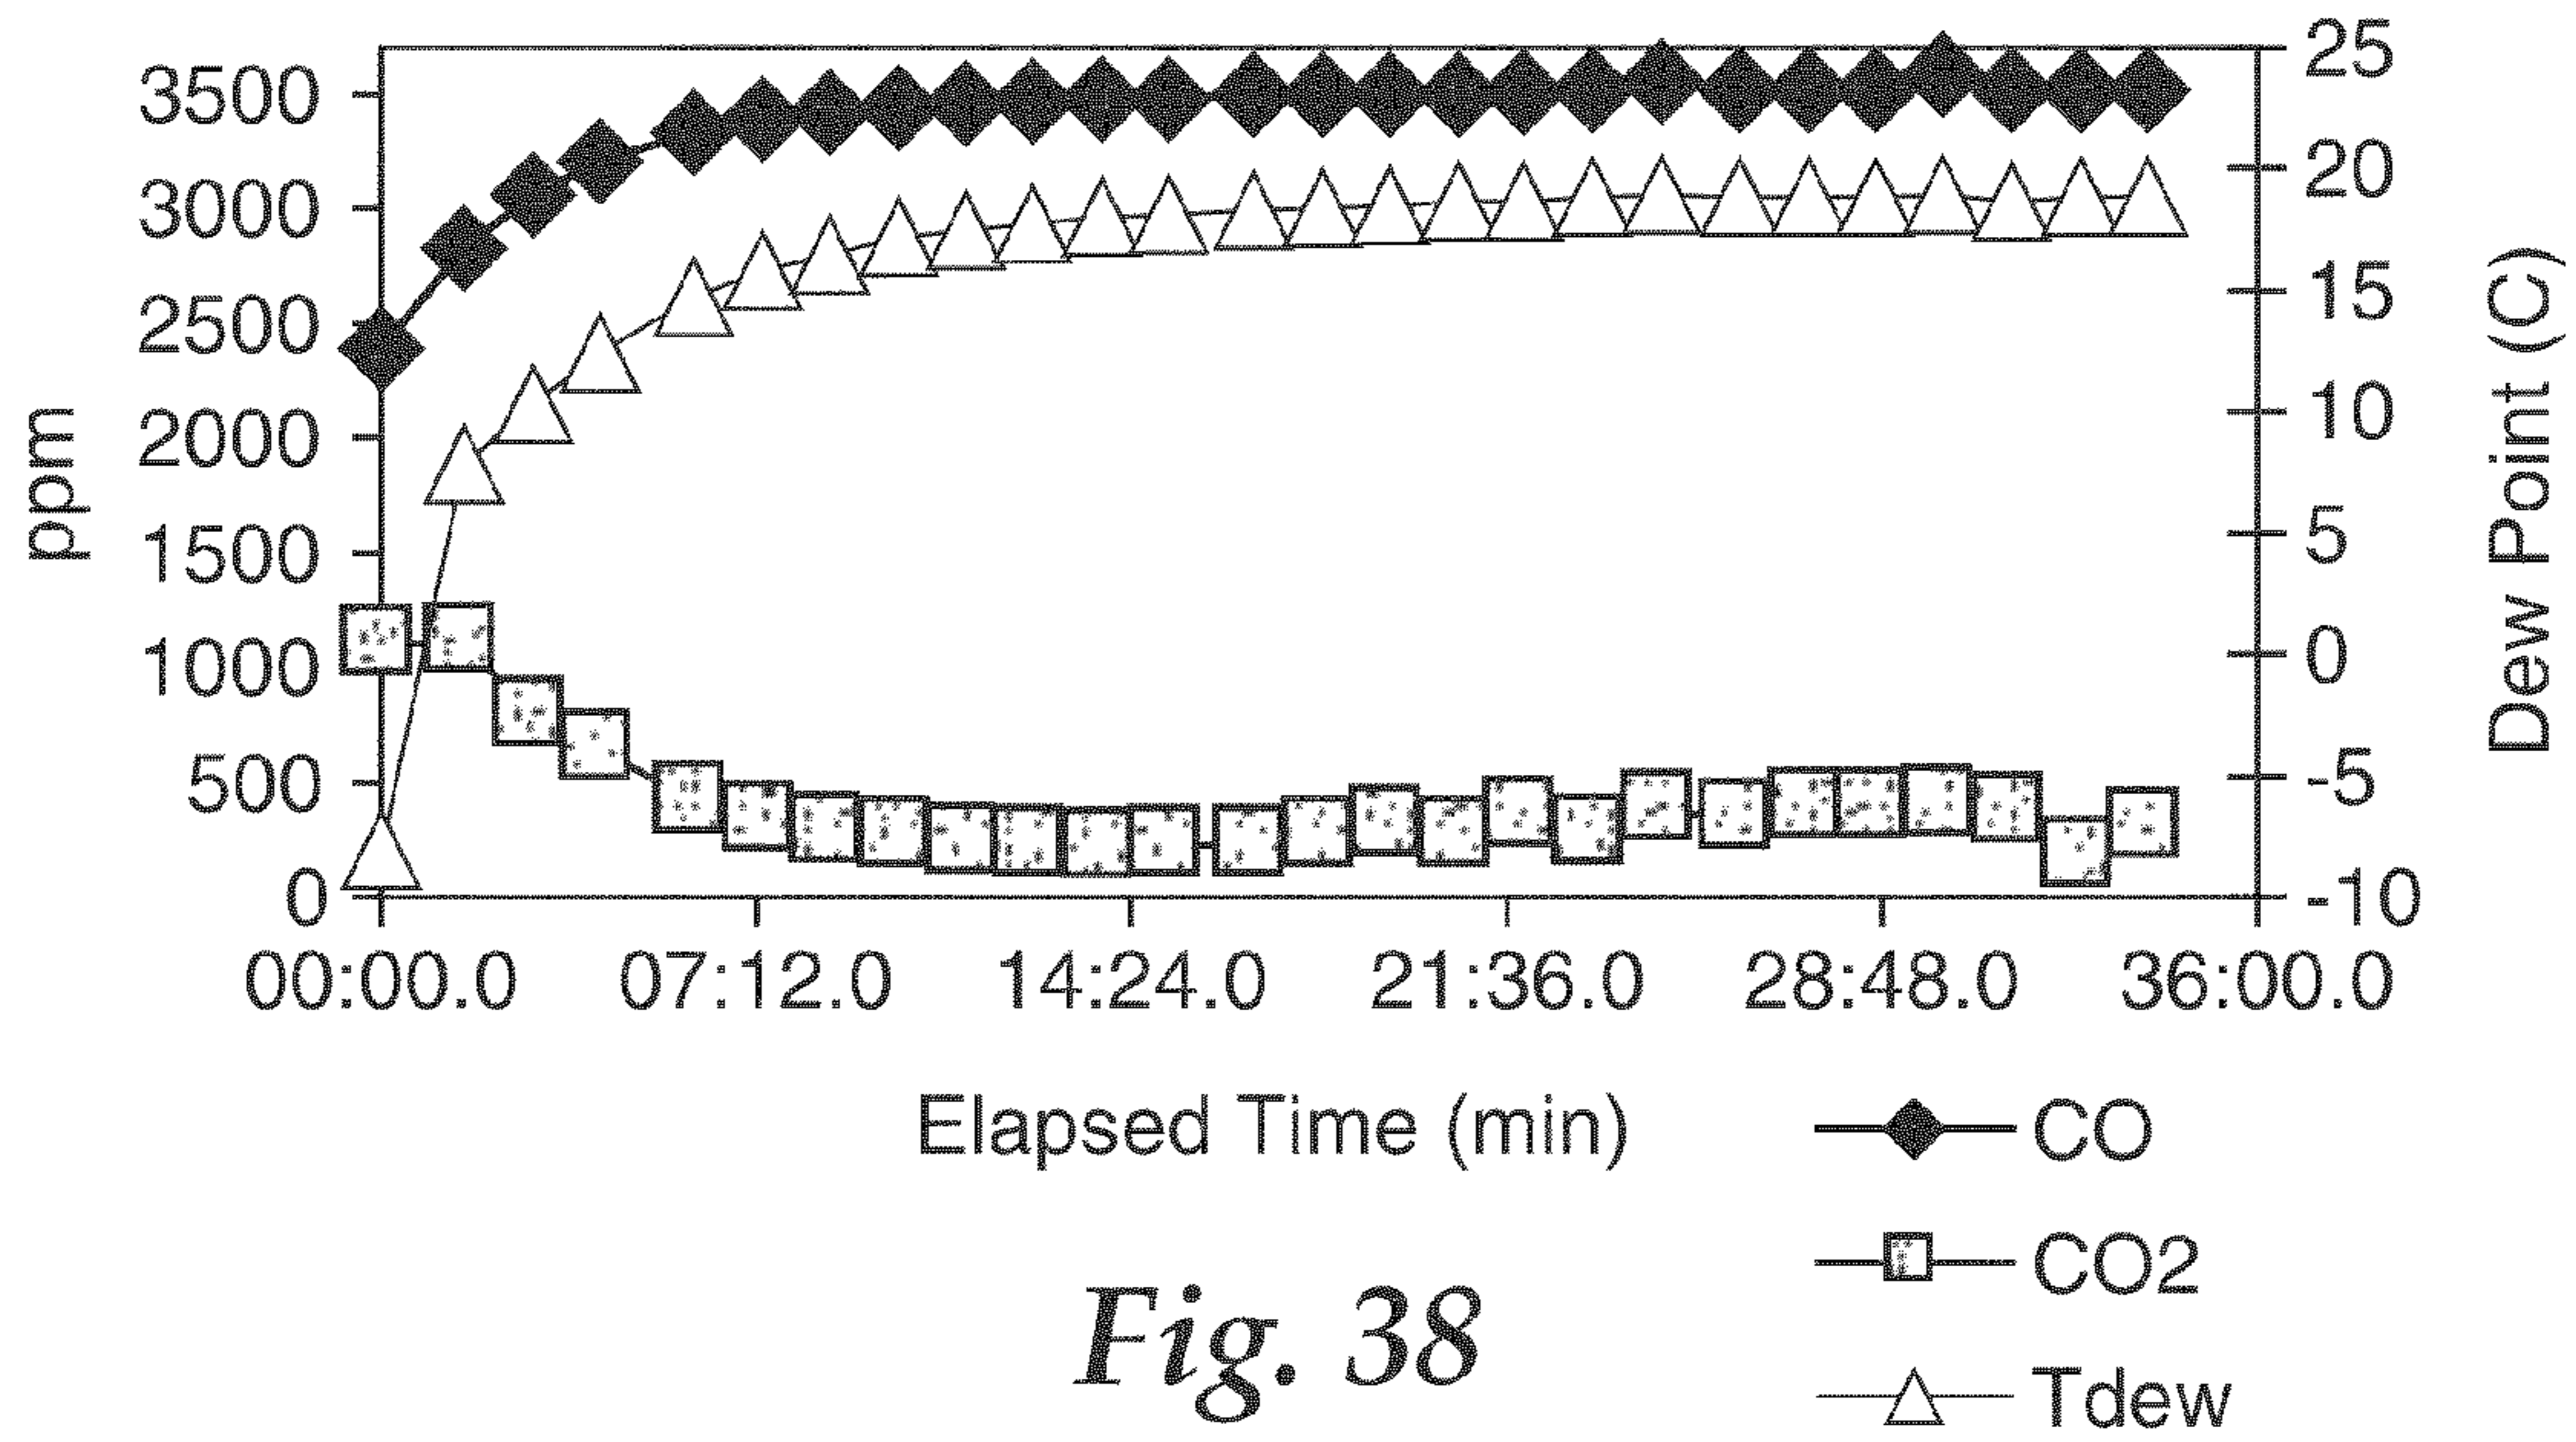 ppm
3500
3000
2500
2000
1500
1000
500
0
25
20
15
10
5
0
-5
-10
Dew Point (C)
00:00.0 07:12.0 14:24.0 21:36.0 28:48.0 36:00.0
Elapsed Time (min)
CO
CO2
Tdew
Fig. 38